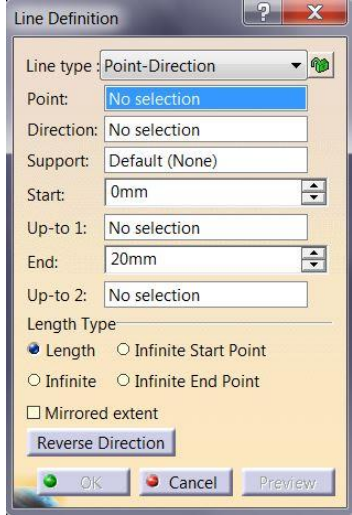 Line Definition
Line type : Point-Direction
Point: No selection
Direction: No selection
Support: Default (None)
Start: 0mm
Up-to 1: No selection
End: 20mm
Up-to 2: No selection
Length Type
Length Infinite Start Point
Infinite Infinite End Point
Mirrored extent
Reverse Direction
OK Cancel Preview